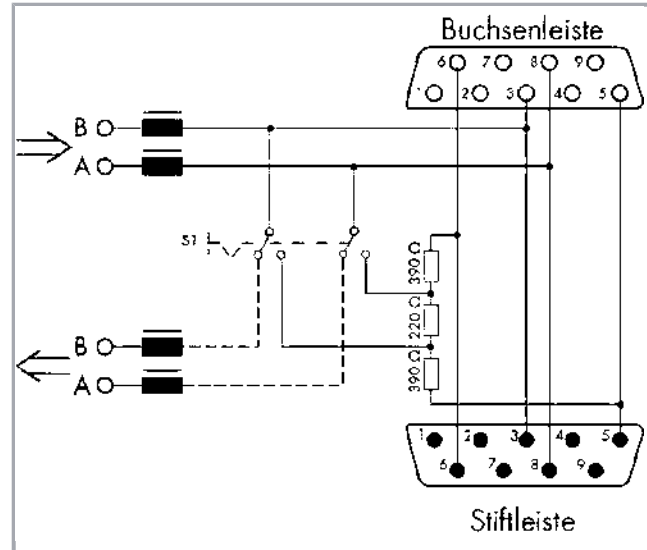 Buchsenleiste
6 7 8 9
1 2 3 4 5
B
A
S1
390 Ω
220 Ω
390 Ω
B
A
1 2 3 4 5
6 7 8 9
Stiftleiste